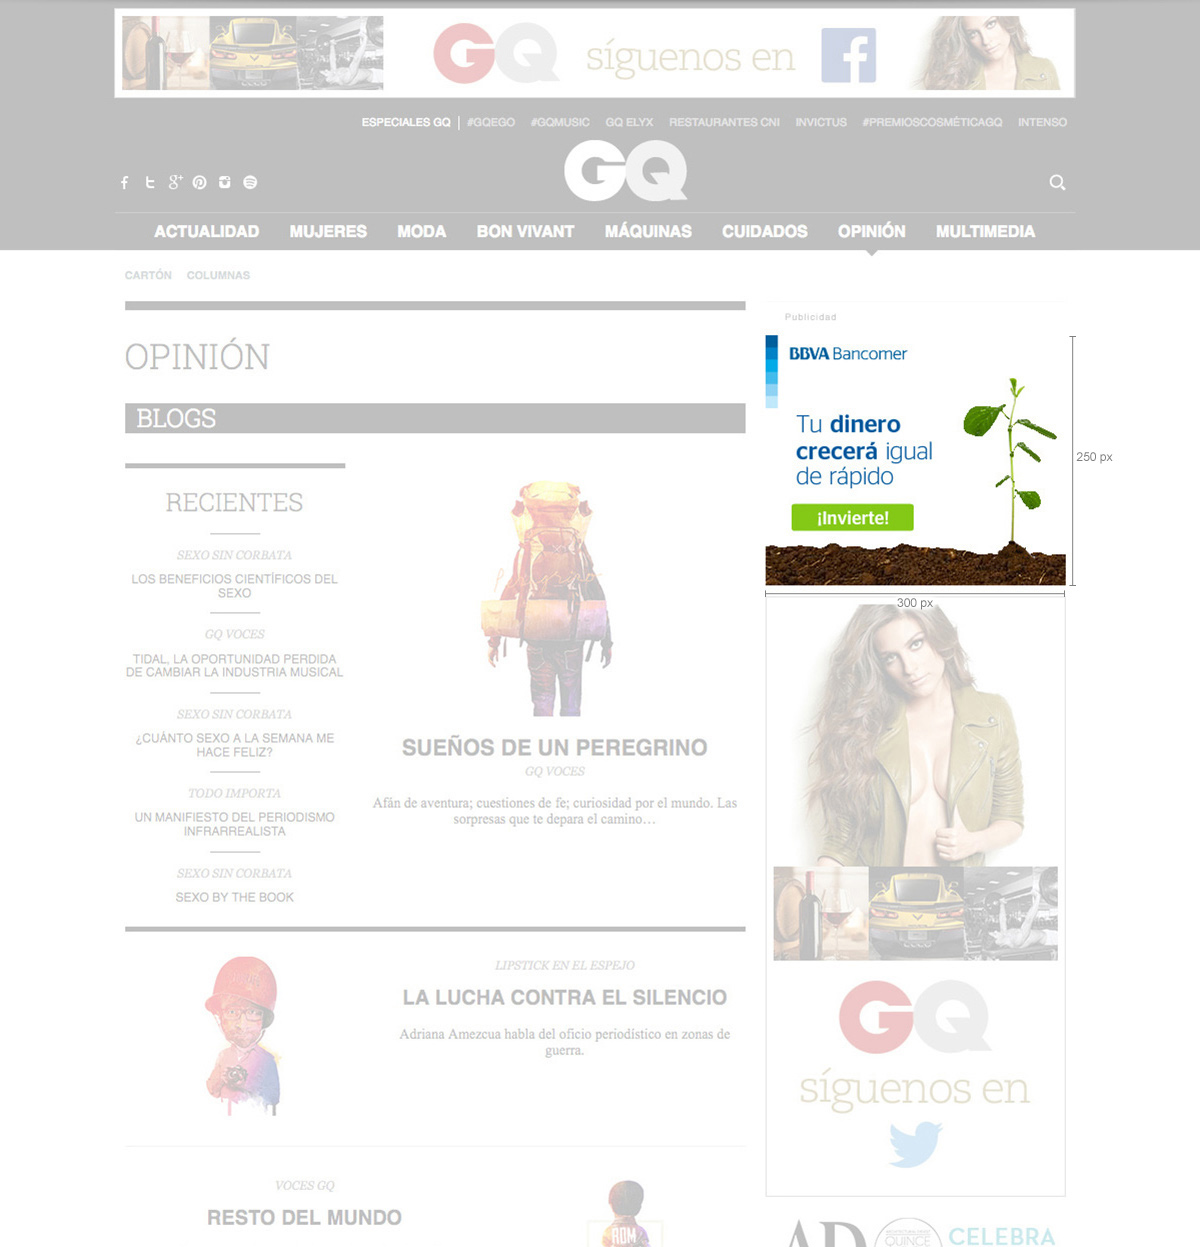 GQ síguenos en f
ESPECIALES GQ #GQEGO #GQMUSIC GQ ELYX RESTAURANTES CNI INVICTUS #PREMIOSCOSMÉTICAGQ INTENSO
GQ
ACTUALIDAD MUJERES MODA BON VIVANT MÁQUINAS CUIDADOS OPINIÓN MULTIMEDIA
CARTÓN COLUMNAS
OPINIÓN
BLOGS
RECIENTES
SEXO SIN CORBATA
LOS BENEFICIOS CIENTÍFICOS DEL
SEXO
GQ VOCES
TIDAL, LA OPORTUNIDAD PERDIDA
DE CAMBIAR LA INDUSTRIA MUSICAL
SEXO SIN CORBATA
¿CUÁNTO SEXO A LA SEMANA ME
HACE FELIZ?
TODO IMPORTA
UN MANIFIESTO DEL PERIODISMO
INFRARREALISTA
SEXO SIN CORBATA
SEXO BY THE BOOK
SUEÑOS DE UN PEREGRINO
GQ VOCES
Afán de aventura; cuestiones de fe; curiosidad por el mundo. Las
sorpresas que te depara el camino…
LIPSTICK EN EL ESPEJO
LA LUCHA CONTRA EL SILENCIO
Adriana Amezcua habla del oficio periodístico en zonas de
guerra.
VOCES GQ
RESTO DEL MUNDO
ROM
Publicidad
BBVA Bancomer
Tu dinero
crecerá igual
de rápido
¡Invierte!
250 px
300 px
GQ
síguenos en
AD
QUINCE
CELEBRA